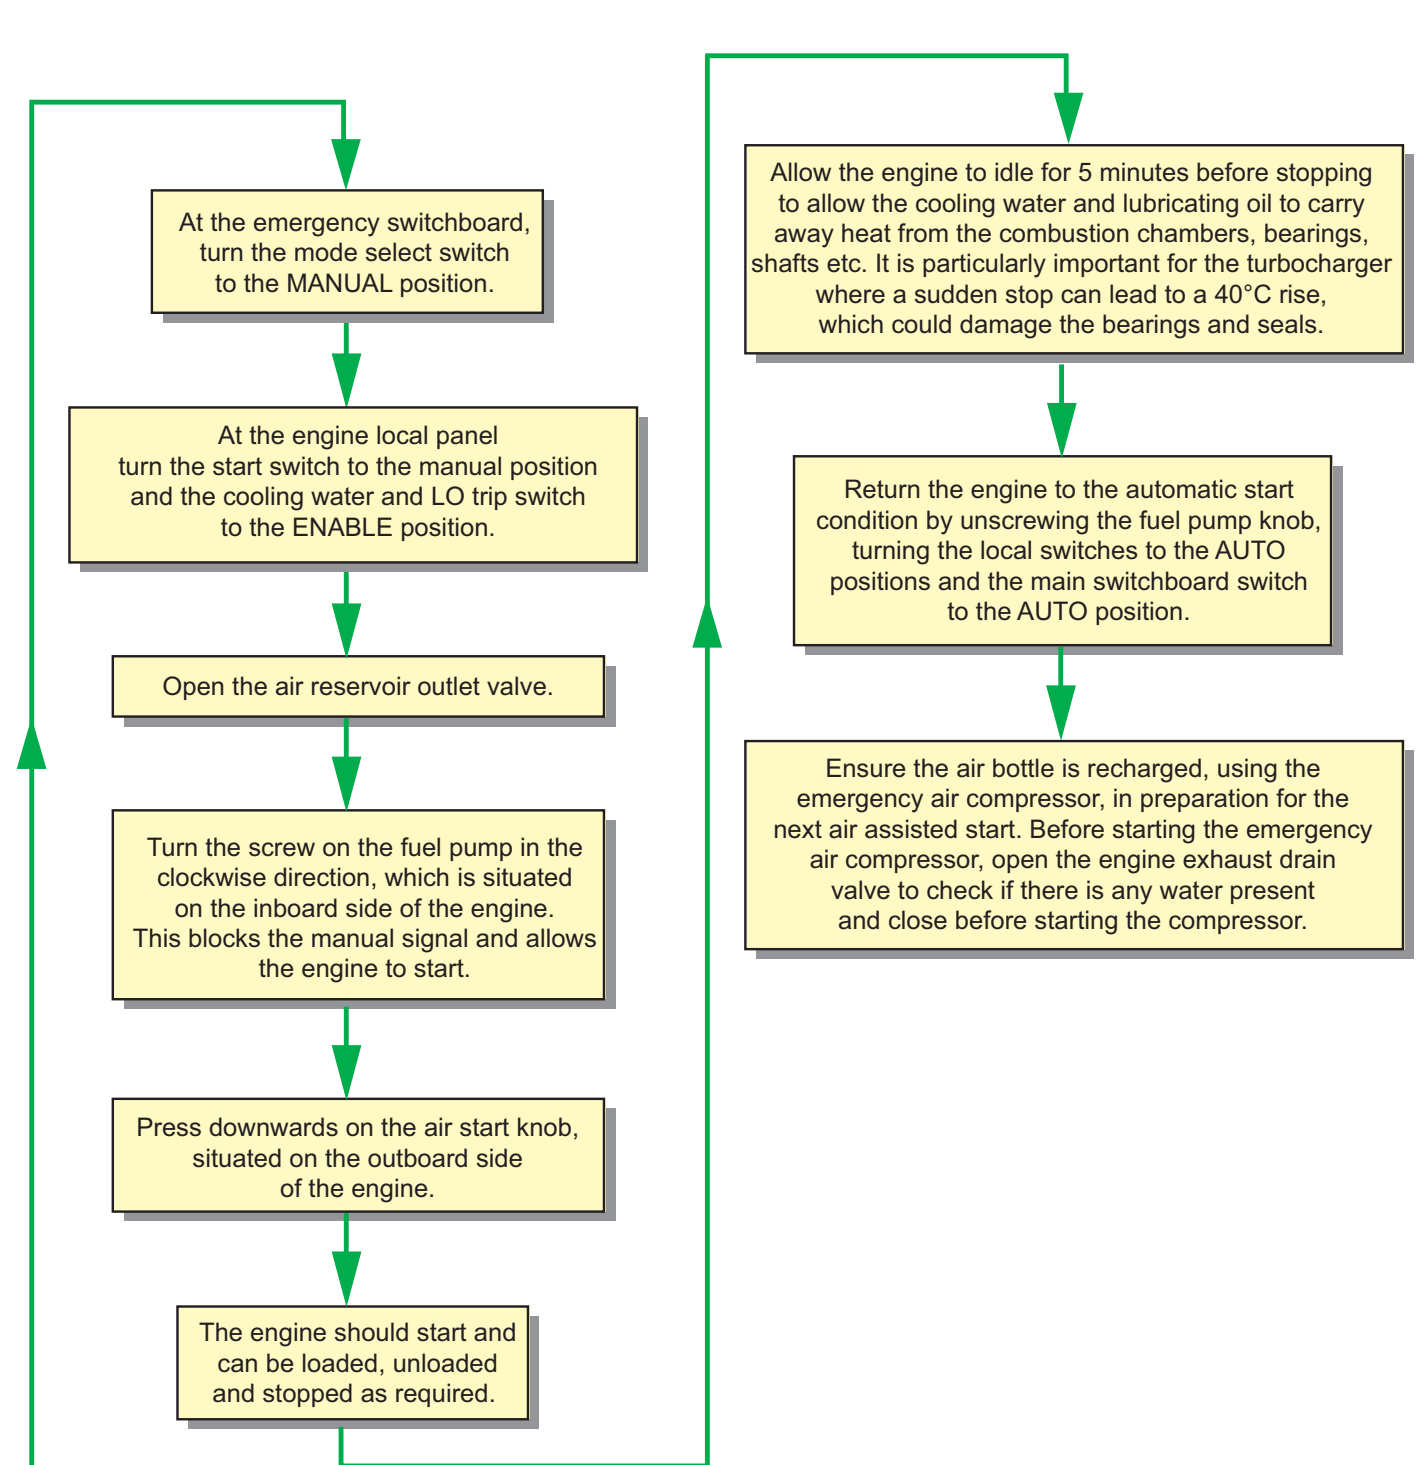 At the emergency switchboard,
turn the mode select switch
to the MANUAL position.
At the engine local panel
turn the start switch to the manual position
and the cooling water and LO trip switch
to the ENABLE position.
Open the air reservoir outlet valve.
Turn the screw on the fuel pump in the
clockwise direction, which is situated
on the inboard side of the engine.
This blocks the manual signal and allows
the engine to start.
Press downwards on the air start knob,
situated on the outboard side
of the engine.
The engine should start and
can be loaded, unloaded
and stopped as required.
Allow the engine to idle for 5 minutes before stopping
to allow the cooling water and lubricating oil to carry
away heat from the combustion chambers, bearings,
shafts etc. It is particularly important for the turbocharger
where a sudden stop can lead to a 40°C rise,
which could damage the bearings and seals.
Return the engine to the automatic start
condition by unscrewing the fuel pump knob,
turning the local switches to the AUTO
positions and the main switchboard switch
to the AUTO position.
Ensure the air bottle is recharged, using the
emergency air compressor, in preparation for the
next air assisted start. Before starting the emergency
air compressor, open the engine exhaust drain
valve to check if there is any water present
and close before starting the compressor.